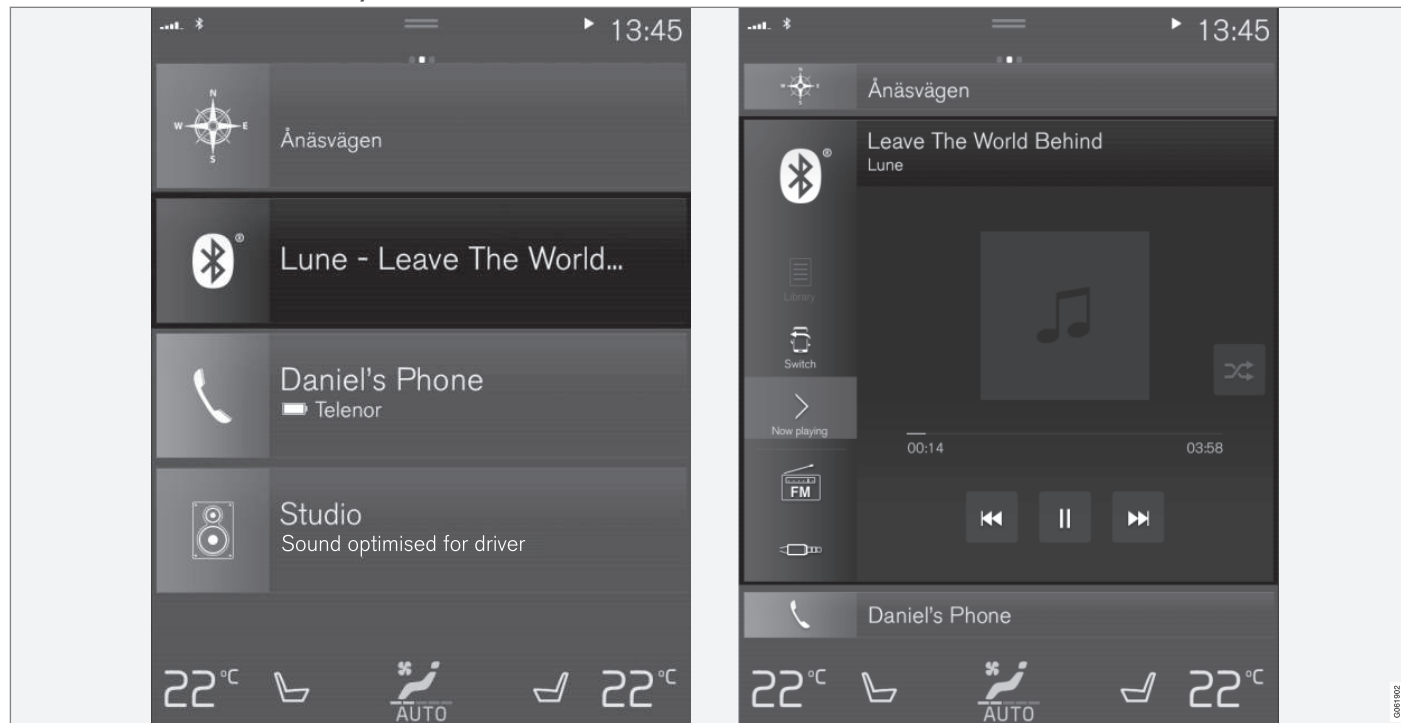 13:45
N
W E
S
Ånäsvägen
®
Lune - Leave The World...
Daniel's Phone
Telenor
Studio
Sound optimised for driver
22°C
AUTO
22°C
13:45
N
W E
S
Ånäsvägen
®
Leave The World Behind
Lune
Library
Switch
Now playing
00:14 03:58
FM
Daniel's Phone
22°C
AUTO
22°C
G061902